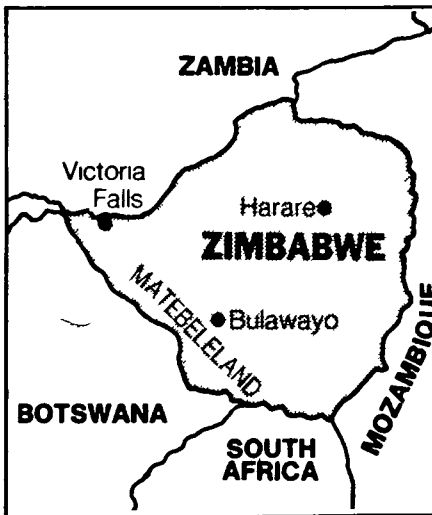 ZAMBIA
Victoria
Falls
Harare
ZIMBABWE
MATEBELELAND
Bulawayo
BOTSWANA
SOUTH
AFRICA
MOZAMBIQUE